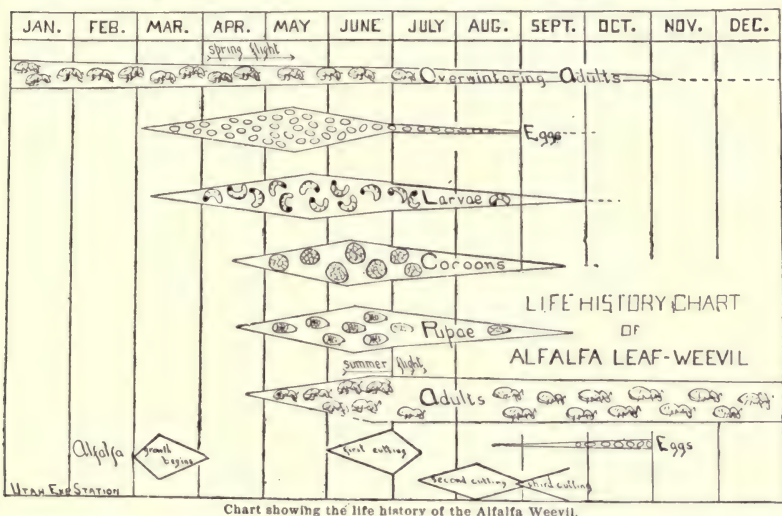 JAN. FEB. MAR. APR. MAY JUNE JULY AUG. SEPT. OCT. NOV. DEC.
spring flight
Overwintering Adults
Eggs
Larvae
Cocoons
Pupae
LIFE HISTORY CHART
OF
ALFALFA LEAF-WEEVIL
summer flight
Adults
Eggs
Alfalfa
growth
begins
first cutting
second cutting
third cutting
UTAH EXP STATION
Chart showing the life history of the Alfalfa Weevil.